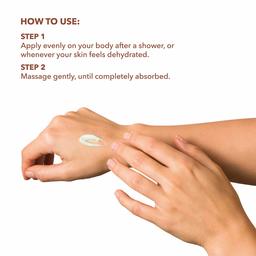 HOW TO USE:
STEP 1
Apply evenly on your body after a shower, or
whenever your skin feels dehydrated.
STEP 2
Massage gently, until completely absorbed.